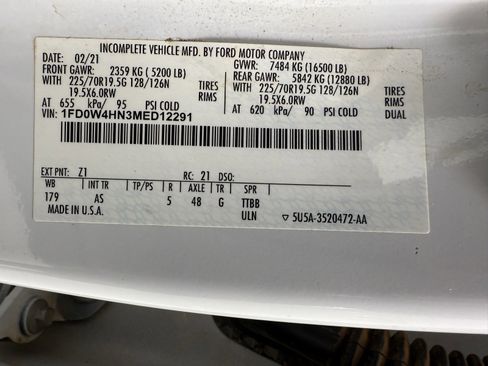 INCOMPLETE VEHICLE MFD. BY FORD MOTOR COMPANY
DATE: 02/21 GVWR: 7484 KG (16500 LB)
FRONT GAWR: 2359 KG (5200 LB) REAR GAWR: 5842 KG (12880 LB)
225/70R19.5G 128/126N TIRES WITH 225/70R19.5G 128/126N TIRES
19.5X6.0RW RIMS 19.5X6.0RW RIMS
AT 655 kPa/ 95 PSI COLD AT 620 kPa/ 90 PSI COLD DUAL
VIN: 1FD0W4HN3MED12291
EXT PNT: Z1 RC: 21 DSO:
WB INT TR TP/PS R AXLE TR SPR
179 AS 5 48 G TTBB
MADE IN U.S.A. ULN ▽ 5U5A-3520472-AA